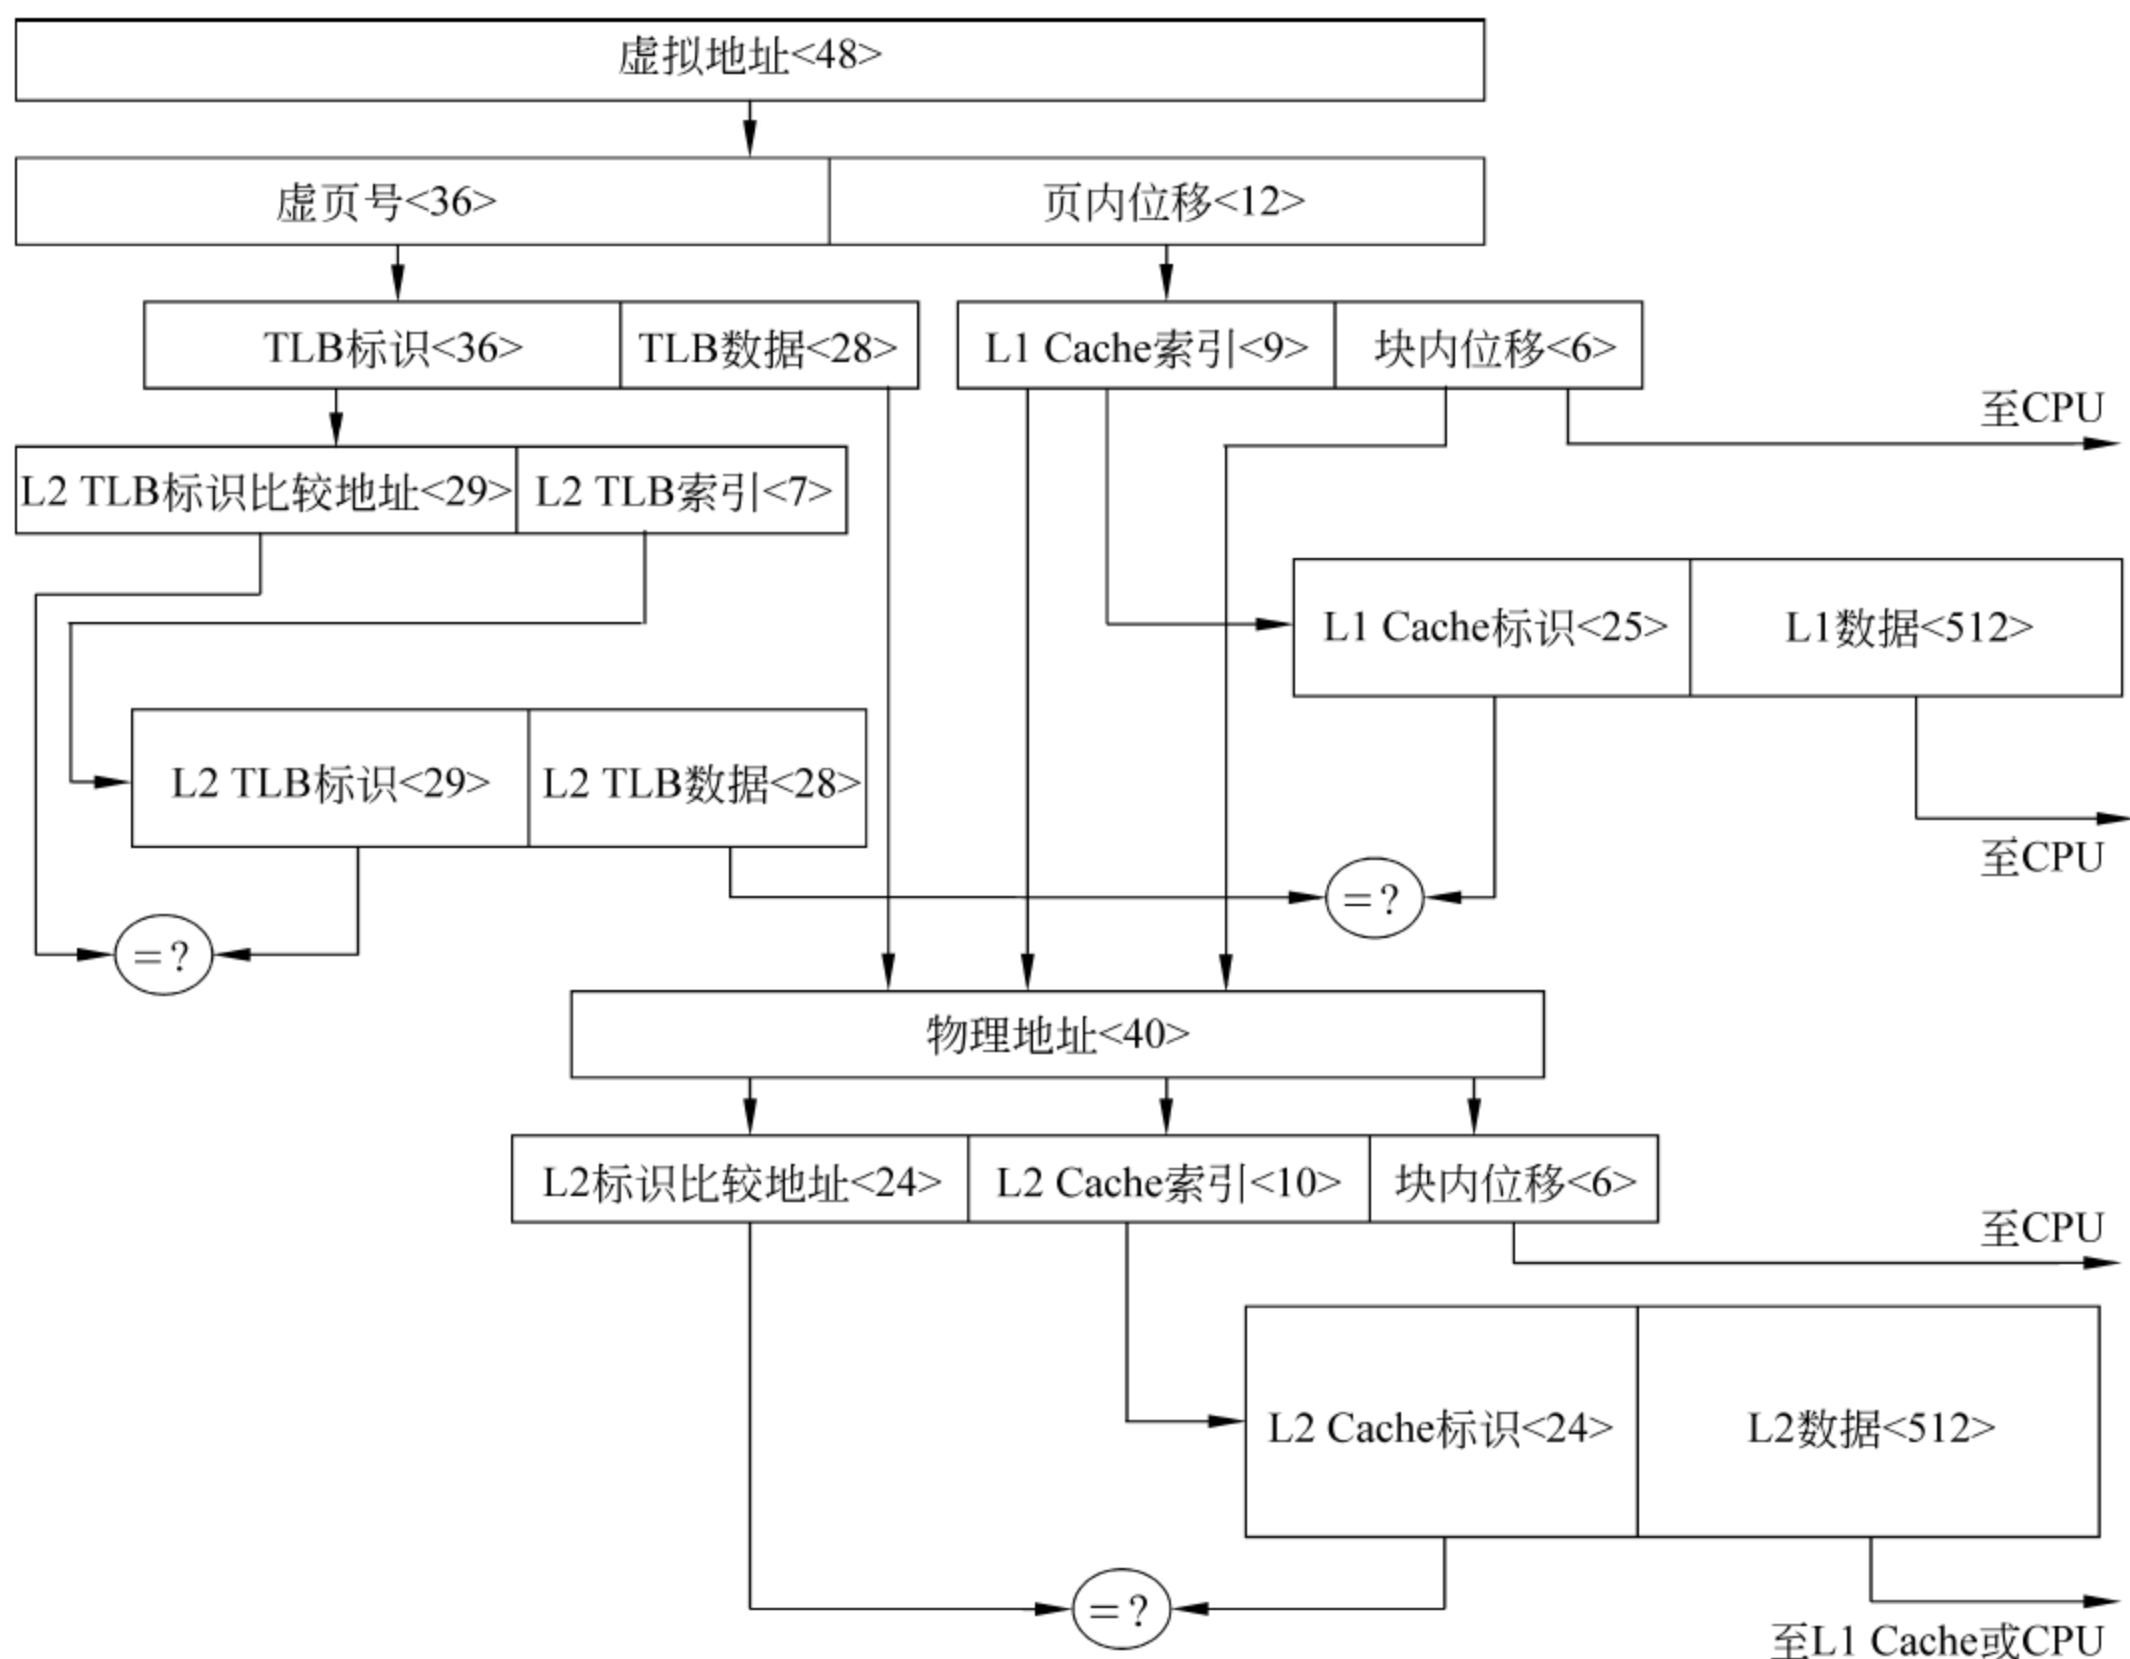 虚拟地址<48>
虚页号<36> 页内位移<12>
TLB标识<36> TLB数据<28> L1 Cache索引<9> 块内位移<6>
至CPU
L2 TLB标识比较地址<29> L2 TLB索引<7>
L1 Cache标识<25> L1数据<512>
L2 TLB标识<29> L2 TLB数据<28>
至CPU
=?
=?
物理地址<40>
L2标识比较地址<24> L2 Cache索引<10> 块内位移<6>
至CPU
L2 Cache标识<24> L2数据<512>
=?
至L1 Cache或CPU